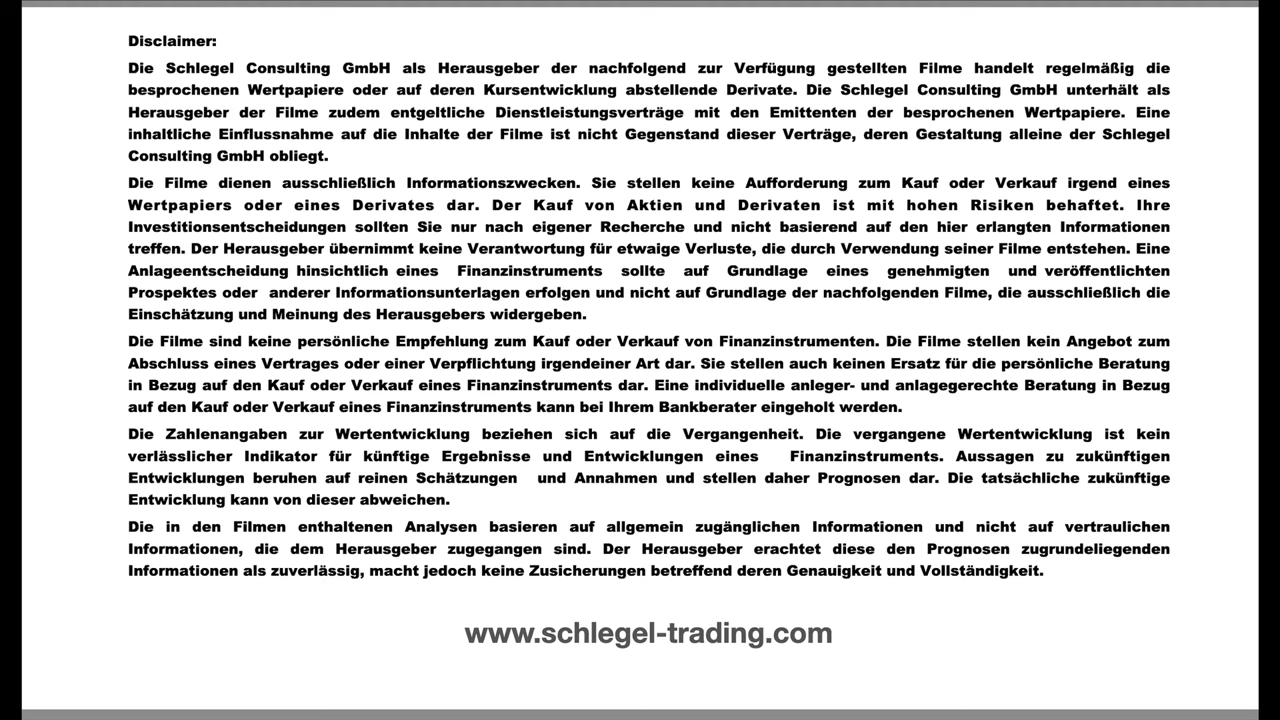 Disclaimer:
Die Schlegel Consulting GmbH als Herausgeber der nachfolgend zur Verfügung gestellten Filme handelt regelmäßig die
besprochenen Wertpapiere oder auf deren Kursentwicklung abstellende Derivate. Die Schlegel Consulting GmbH unterhält als
Herausgeber der Filme zudem entgeltliche Dienstleistungsverträge mit den Emittenten der besprochenen Wertpapiere. Eine
inhaltliche Einflussnahme auf die Inhalte der Filme ist nicht Gegenstand dieser Verträge, deren Gestaltung alleine der Schlegel
Consulting GmbH obliegt.
Die Filme dienen ausschließlich Informationszwecken. Sie stellen keine Aufforderung zum Kauf oder Verkauf irgend eines
Wertpapiers oder eines Derivates dar. Der Kauf von Aktien und Derivaten ist mit hohen Risiken behaftet. Ihre
Investitionsentscheidungen sollten Sie nur nach eigener Recherche und nicht basierend auf den hier erlangten Informationen
treffen. Der Herausgeber übernimmt keine Verantwortung für etwaige Verluste, die durch Verwendung seiner Filme entstehen. Eine
Anlageentscheidung hinsichtlich eines Finanzinstruments sollte auf Grundlage eines genehmigten und veröffentlichten
Prospektes oder anderer Informationsunterlagen erfolgen und nicht auf Grundlage der nachfolgenden Filme, die ausschließlich die
Einschätzung und Meinung des Herausgebers widergeben.
Die Filme sind keine persönliche Empfehlung zum Kauf oder Verkauf von Finanzinstrumenten. Die Filme stellen kein Angebot zum
Abschluss eines Vertrages oder einer Verpflichtung irgendeiner Art dar. Sie stellen auch keinen Ersatz für die persönliche Beratung
in Bezug auf den Kauf oder Verkauf eines Finanzinstruments dar. Eine individuelle anleger- und anlagegerechte Beratung in Bezug
auf den Kauf oder Verkauf eines Finanzinstruments kann bei Ihrem Bankberater eingeholt werden.
Die Zahlenangaben zur Wertentwicklung beziehen sich auf die Vergangenheit. Die vergangene Wertentwicklung ist kein
verlässlicher Indikator für künftige Ergebnisse und Entwicklungen eines Finanzinstruments. Aussagen zu zukünftigen
Entwicklungen beruhen auf reinen Schätzungen und Annahmen und stellen daher Prognosen dar. Die tatsächliche zukünftige
Entwicklung kann von dieser abweichen.
Die in den Filmen enthaltenen Analysen basieren auf allgemein zugänglichen Informationen und nicht auf vertraulichen
Informationen, die dem Herausgeber zugegangen sind. Der Herausgeber erachtet diese den Prognosen zugrundeliegenden
Informationen als zuverlässig, macht jedoch keine Zusicherungen betreffend deren Genauigkeit und Vollständigkeit.
www.schlegel-trading.com